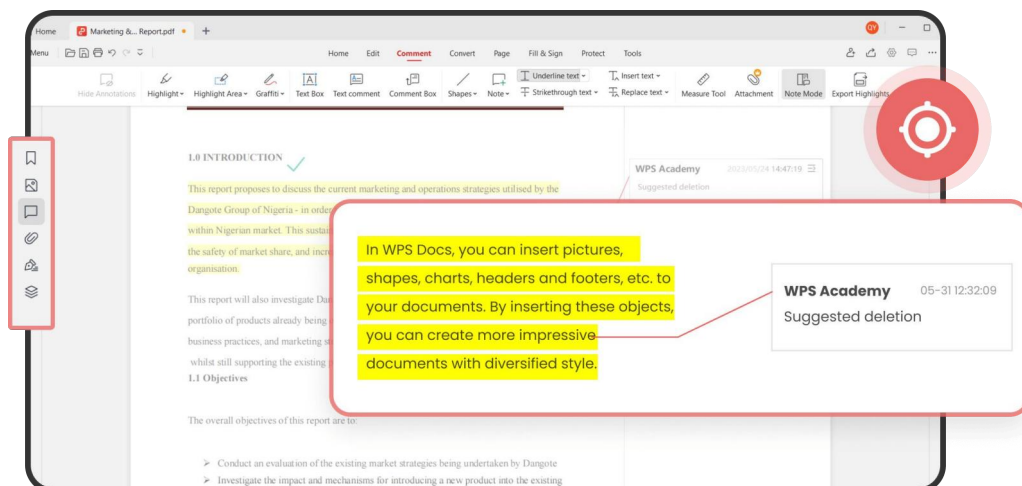 Home Marketing &... Report.pdf
QY
Menu Home Edit Comment Convert Page Fill & Sign Protect Tools
Hide Annotations Highlight Highlight Area Graffiti Text Box Text comment Comment Box Shapes Note Underline text Strikethrough text Insert text Replace text Measure Tool Attachment Note Mode Export Highlights
1.0 INTRODUCTION
This report proposes to discuss the current marketing and operations strategies utilised by the
Dangote Group of Nigeria - in order
within Nigerian market. This
the safety of market share, and
organisation.
This report will also investigate
portfolio of products already being
business practices, and marketing
whilst still supporting the existing
1.1 Objectives
The overall objectives of this report are to:
➢ Conduct an evaluation of the existing market strategies being undertaken by Dangote
➢ Investigate the impact and mechanisms for introducing a new product into the existing
WPS Academy 14:47:19
Suggested deletion
In WPS Docs, you can insert pictures,
shapes, charts, headers and footers, etc. to
your documents. By inserting these objects,
you can create more impressive
documents with diversified style.
WPS Academy 05-31 12:32:09
Suggested deletion